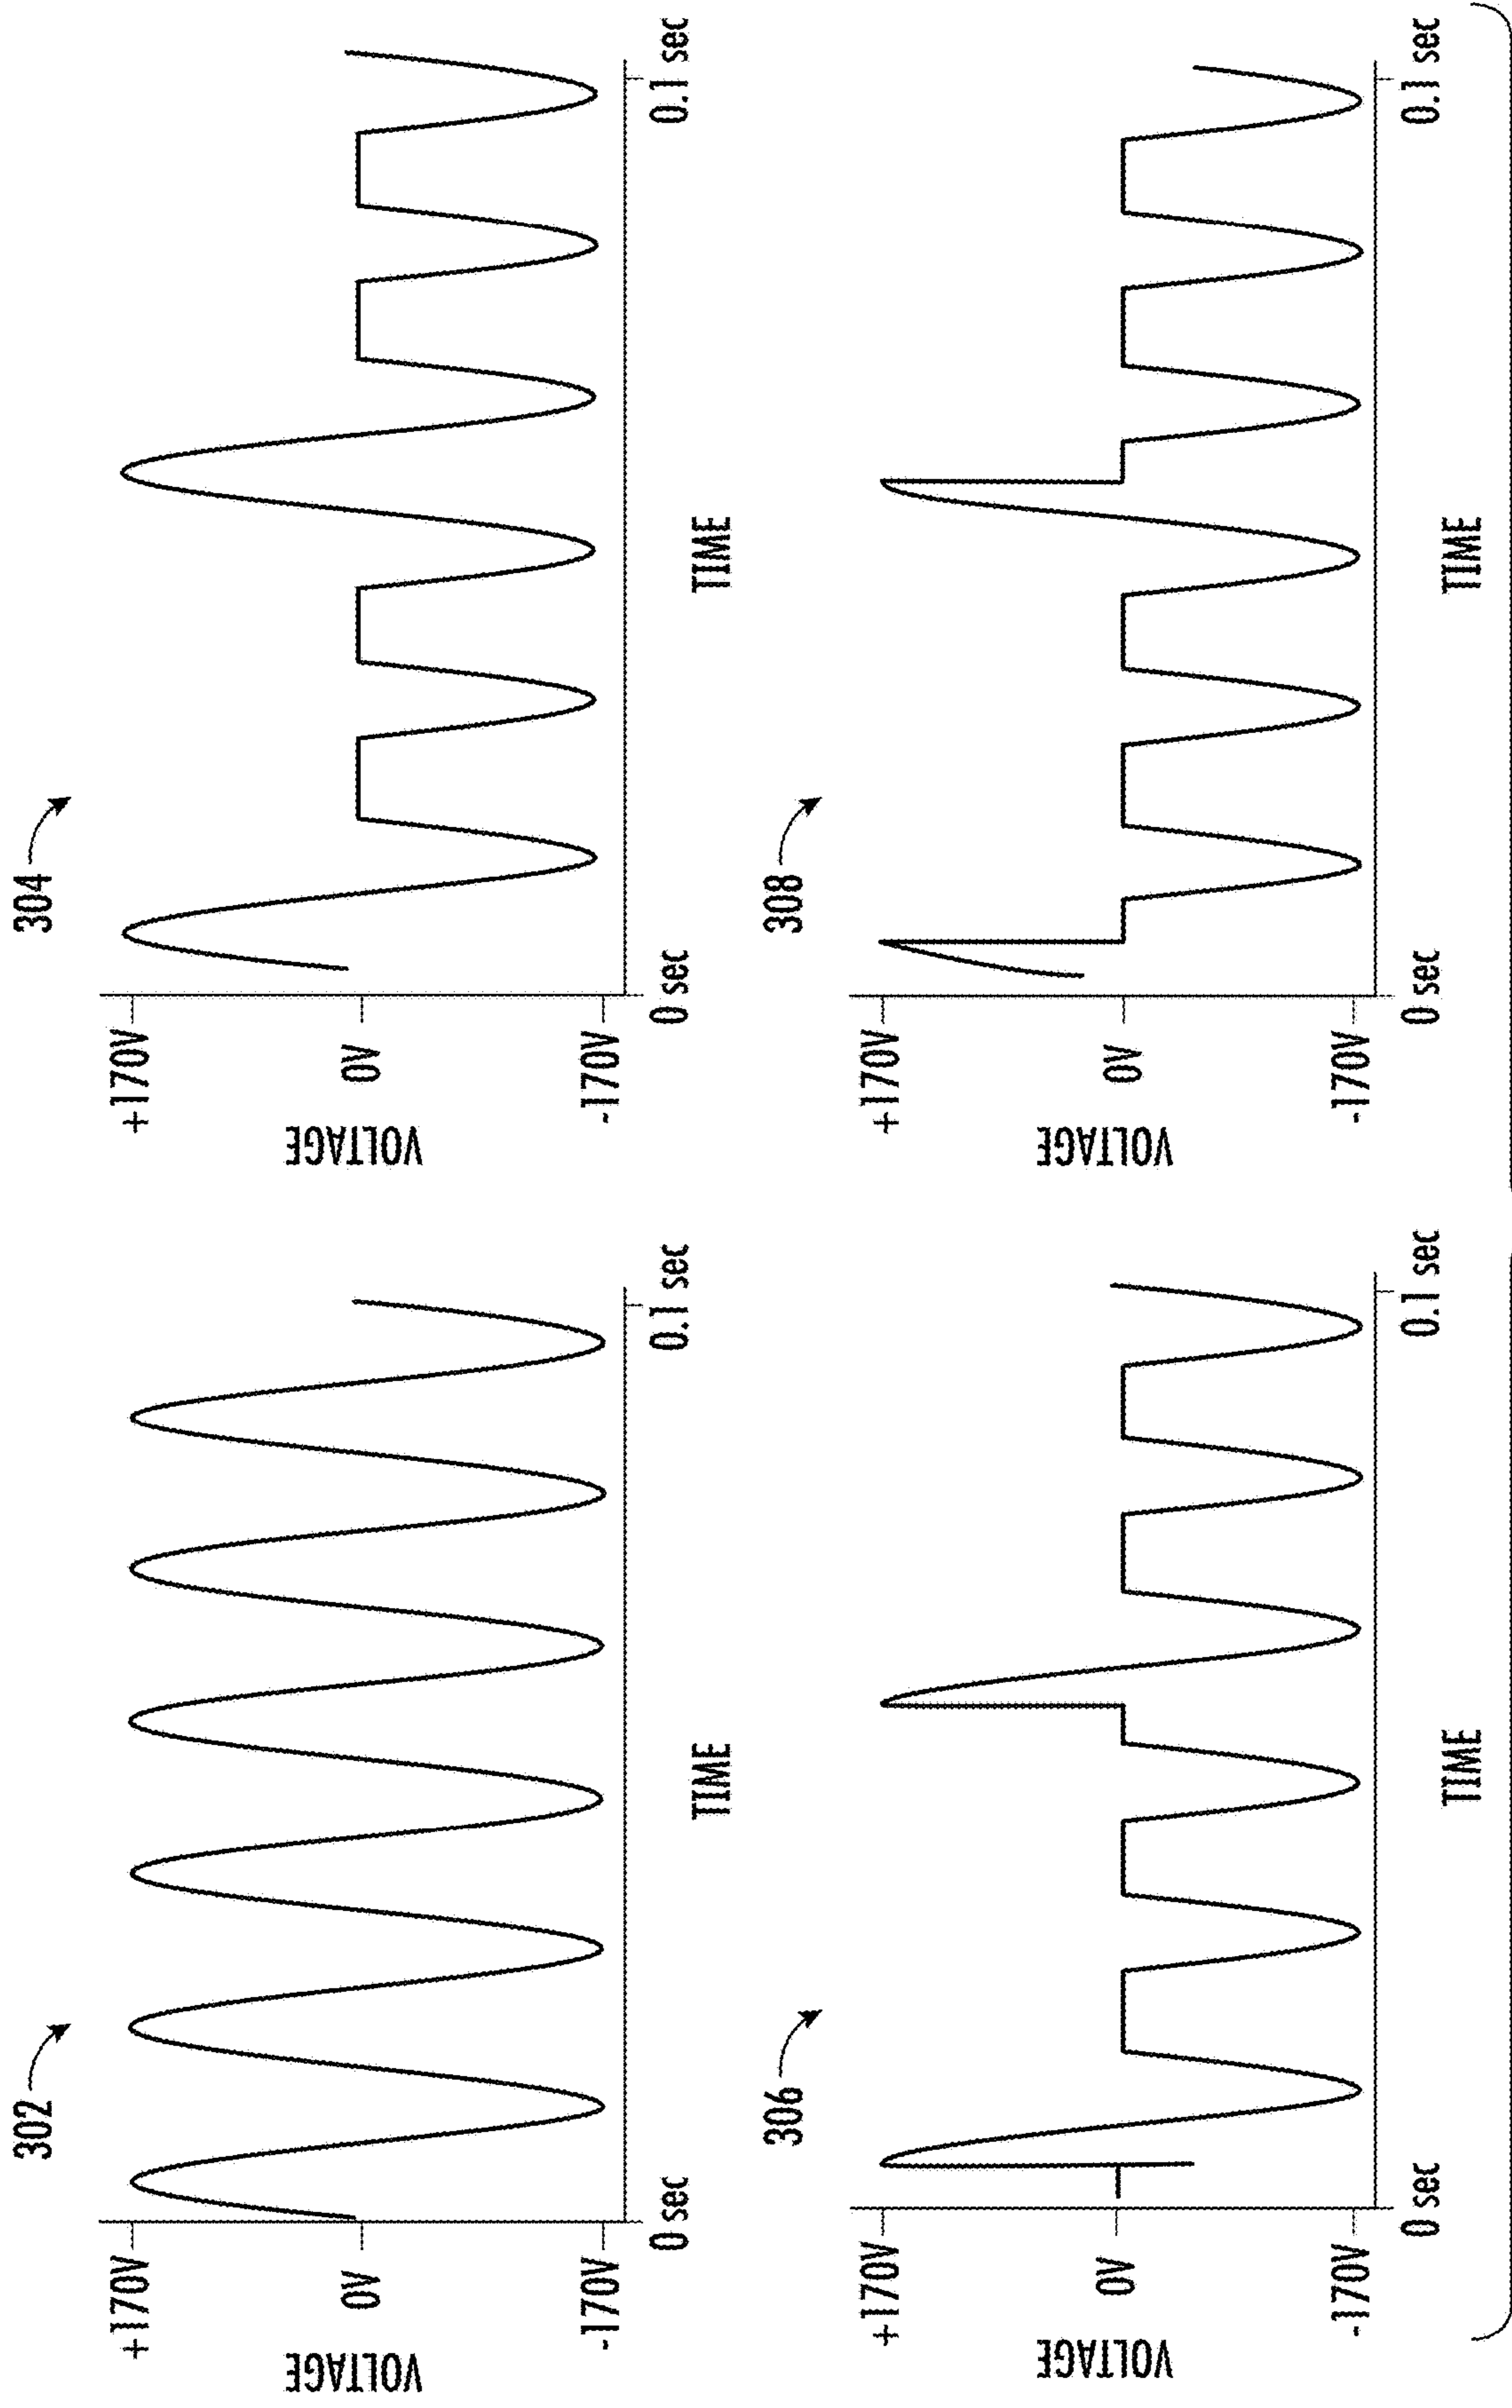 302
VOLTAGE
+170V
0V
-170V
0 sec
0.1 sec
TIME
304
VOLTAGE
+170V
0V
-170V
0 sec
0.1 sec
TIME
306
VOLTAGE
+170V
0V
-170V
0 sec
0.1 sec
TIME
308
VOLTAGE
+170V
0V
-170V
0 sec
0.1 sec
TIME